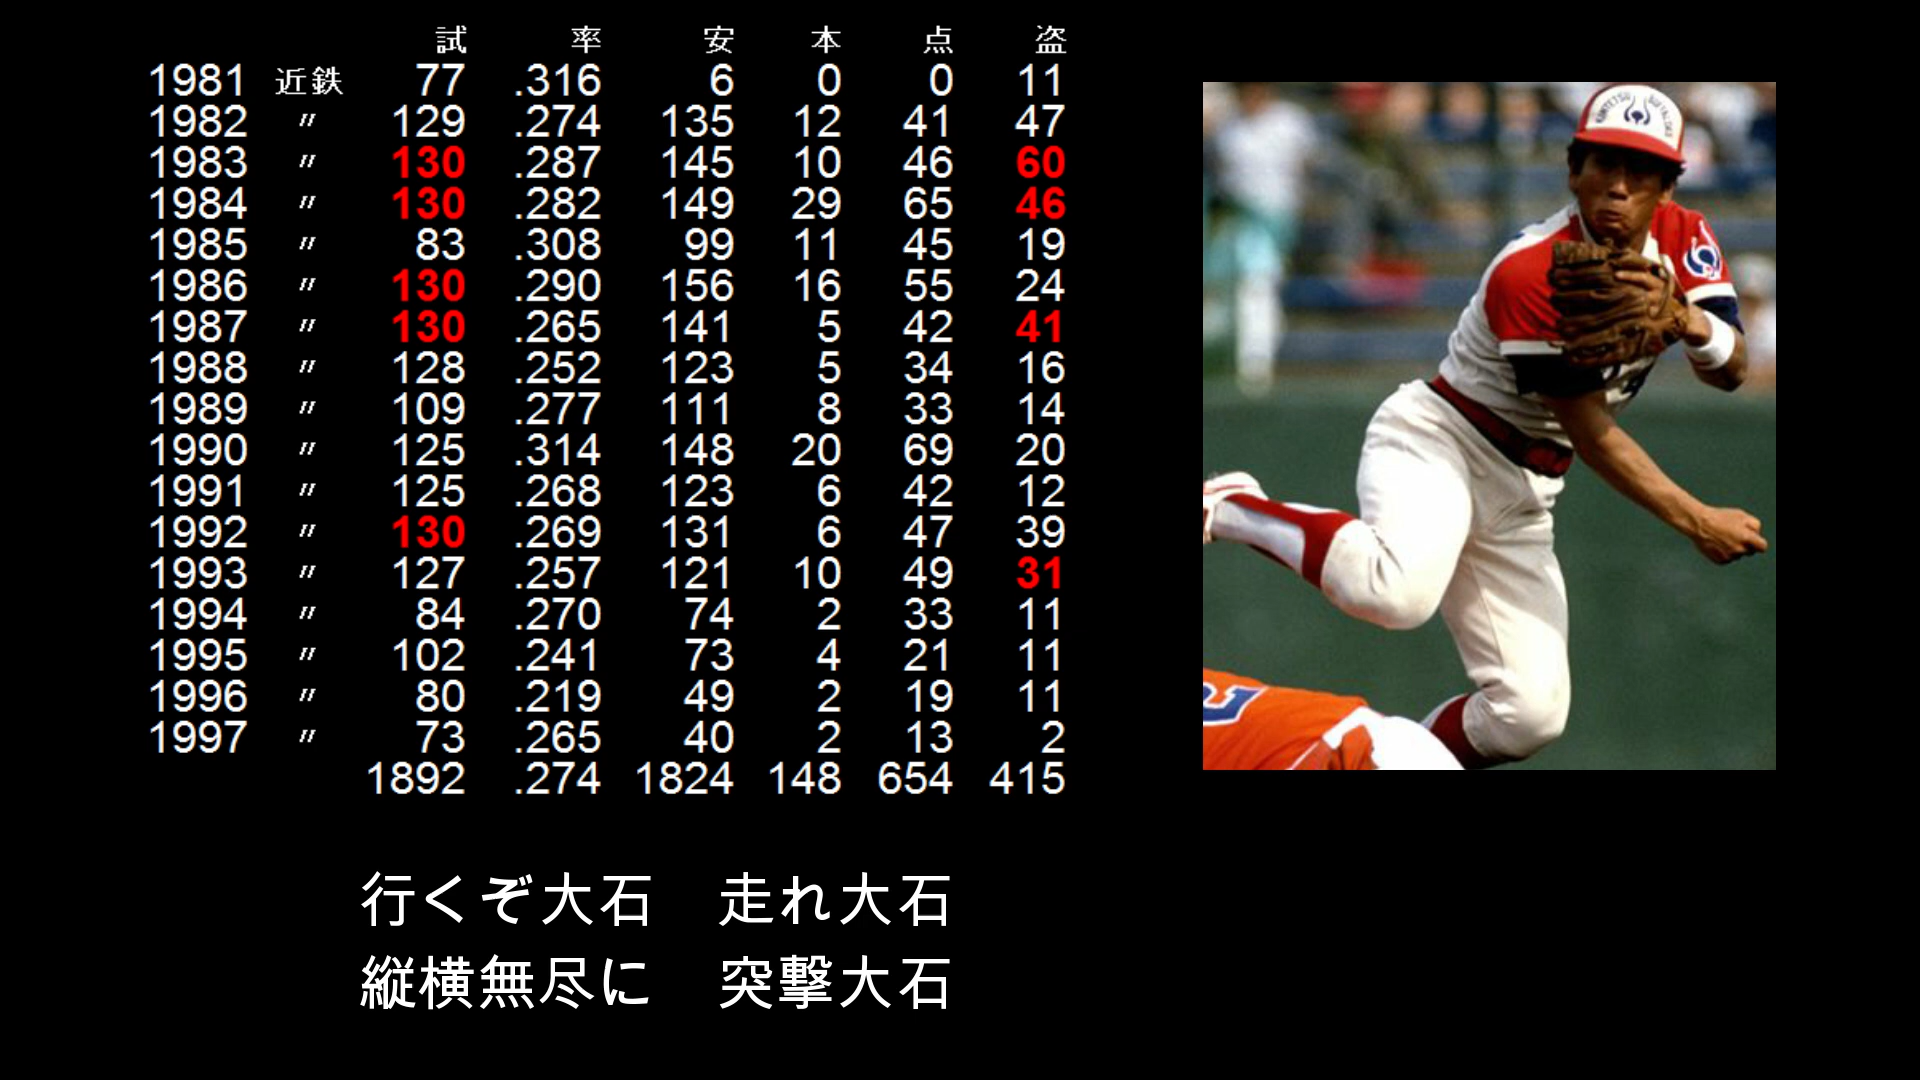 試 率 安 本 点 盗
1981 近鉄 77 .316 6 0 0 11
1982 〃 129 .274 135 12 41 47
1983 〃 130 .287 145 10 46 60
1984 〃 130 .282 149 29 65 46
1985 〃 83 .308 99 11 45 19
1986 〃 130 .290 156 16 55 24
1987 〃 130 .265 141 5 42 41
1988 〃 128 .252 123 5 34 16
1989 〃 109 .277 111 8 33 14
1990 〃 125 .314 148 20 69 20
1991 〃 125 .268 123 6 42 12
1992 〃 130 .269 131 6 47 39
1993 〃 127 .257 121 10 49 31
1994 〃 84 .270 74 2 33 11
1995 〃 102 .241 73 4 21 11
1996 〃 80 .219 49 2 19 11
1997 〃 73 .265 40 2 13 2
1892 .274 1824 148 654 415
行くぞ大石　走れ大石
縦横無尽に　突撃大石
KINTETSU BUFFALOES